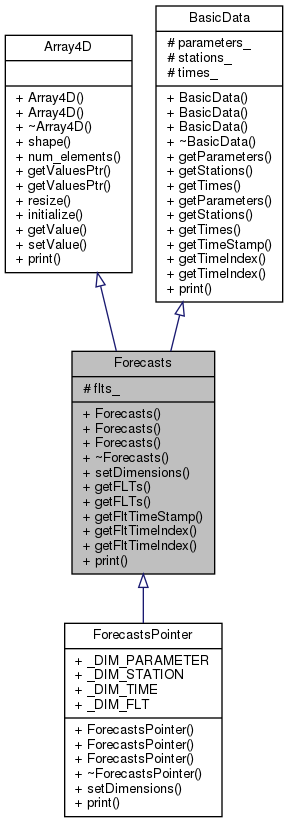 Array4D
+ Array4D()
+ Array4D()
+ ~Array4D()
+ shape()
+ num_elements()
+ getValuesPtr()
+ getValuesPtr()
+ resize()
+ initialize()
+ getValue()
+ setValue()
+ print()
BasicData
# parameters_
# stations_
# times_
+ BasicData()
+ BasicData()
+ BasicData()
+ ~BasicData()
+ getParameters()
+ getStations()
+ getTimes()
+ getParameters()
+ getStations()
+ getTimes()
+ getTimeStamp()
+ getTimeIndex()
+ getTimeIndex()
+ print()
Forecasts
# flts_
+ Forecasts()
+ Forecasts()
+ Forecasts()
+ ~Forecasts()
+ setDimensions()
+ getFLTs()
+ getFLTs()
+ getFltTimeStamp()
+ getFltTimeIndex()
+ getFltTimeIndex()
+ print()
ForecastsPointer
+ _DIM_PARAMETER
+ _DIM_STATION
+ _DIM_TIME
+ _DIM_FLT
+ ForecastsPointer()
+ ForecastsPointer()
+ ForecastsPointer()
+ ~ForecastsPointer()
+ setDimensions()
+ print()